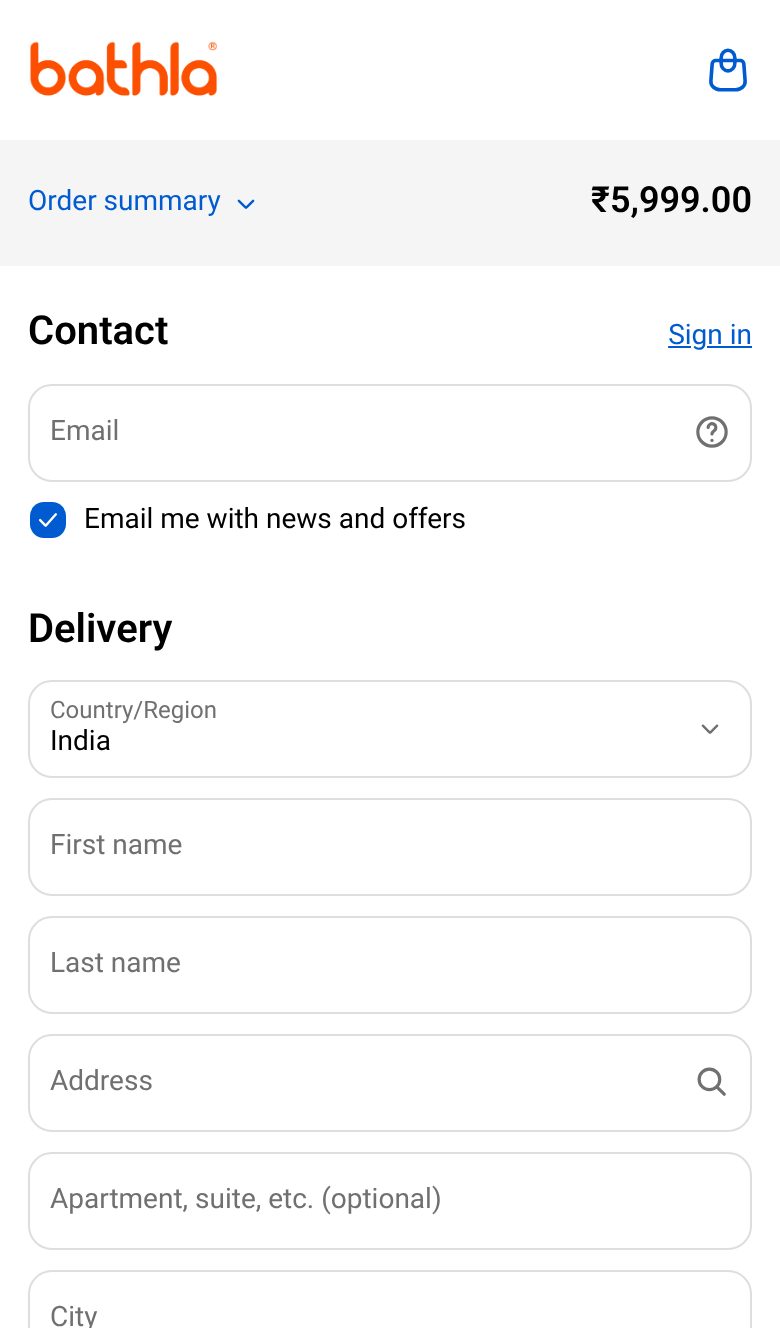 bathla®
Order summary
₹5,999.00
Contact
Sign in
Email
Email me with news and offers
Delivery
Country/Region
India
First name
Last name
Address
Apartment, suite, etc. (optional)
City